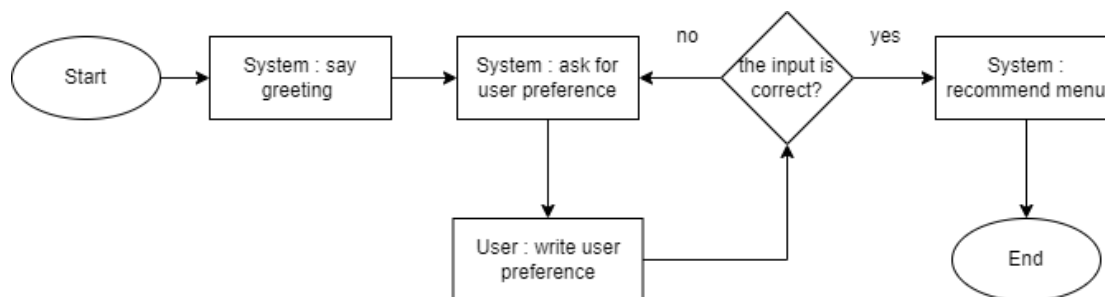 Start
System : say
greeting
System : ask for
user preference
no
the input is
correct?
yes
System :
recommend menu
User : write user
preference
End